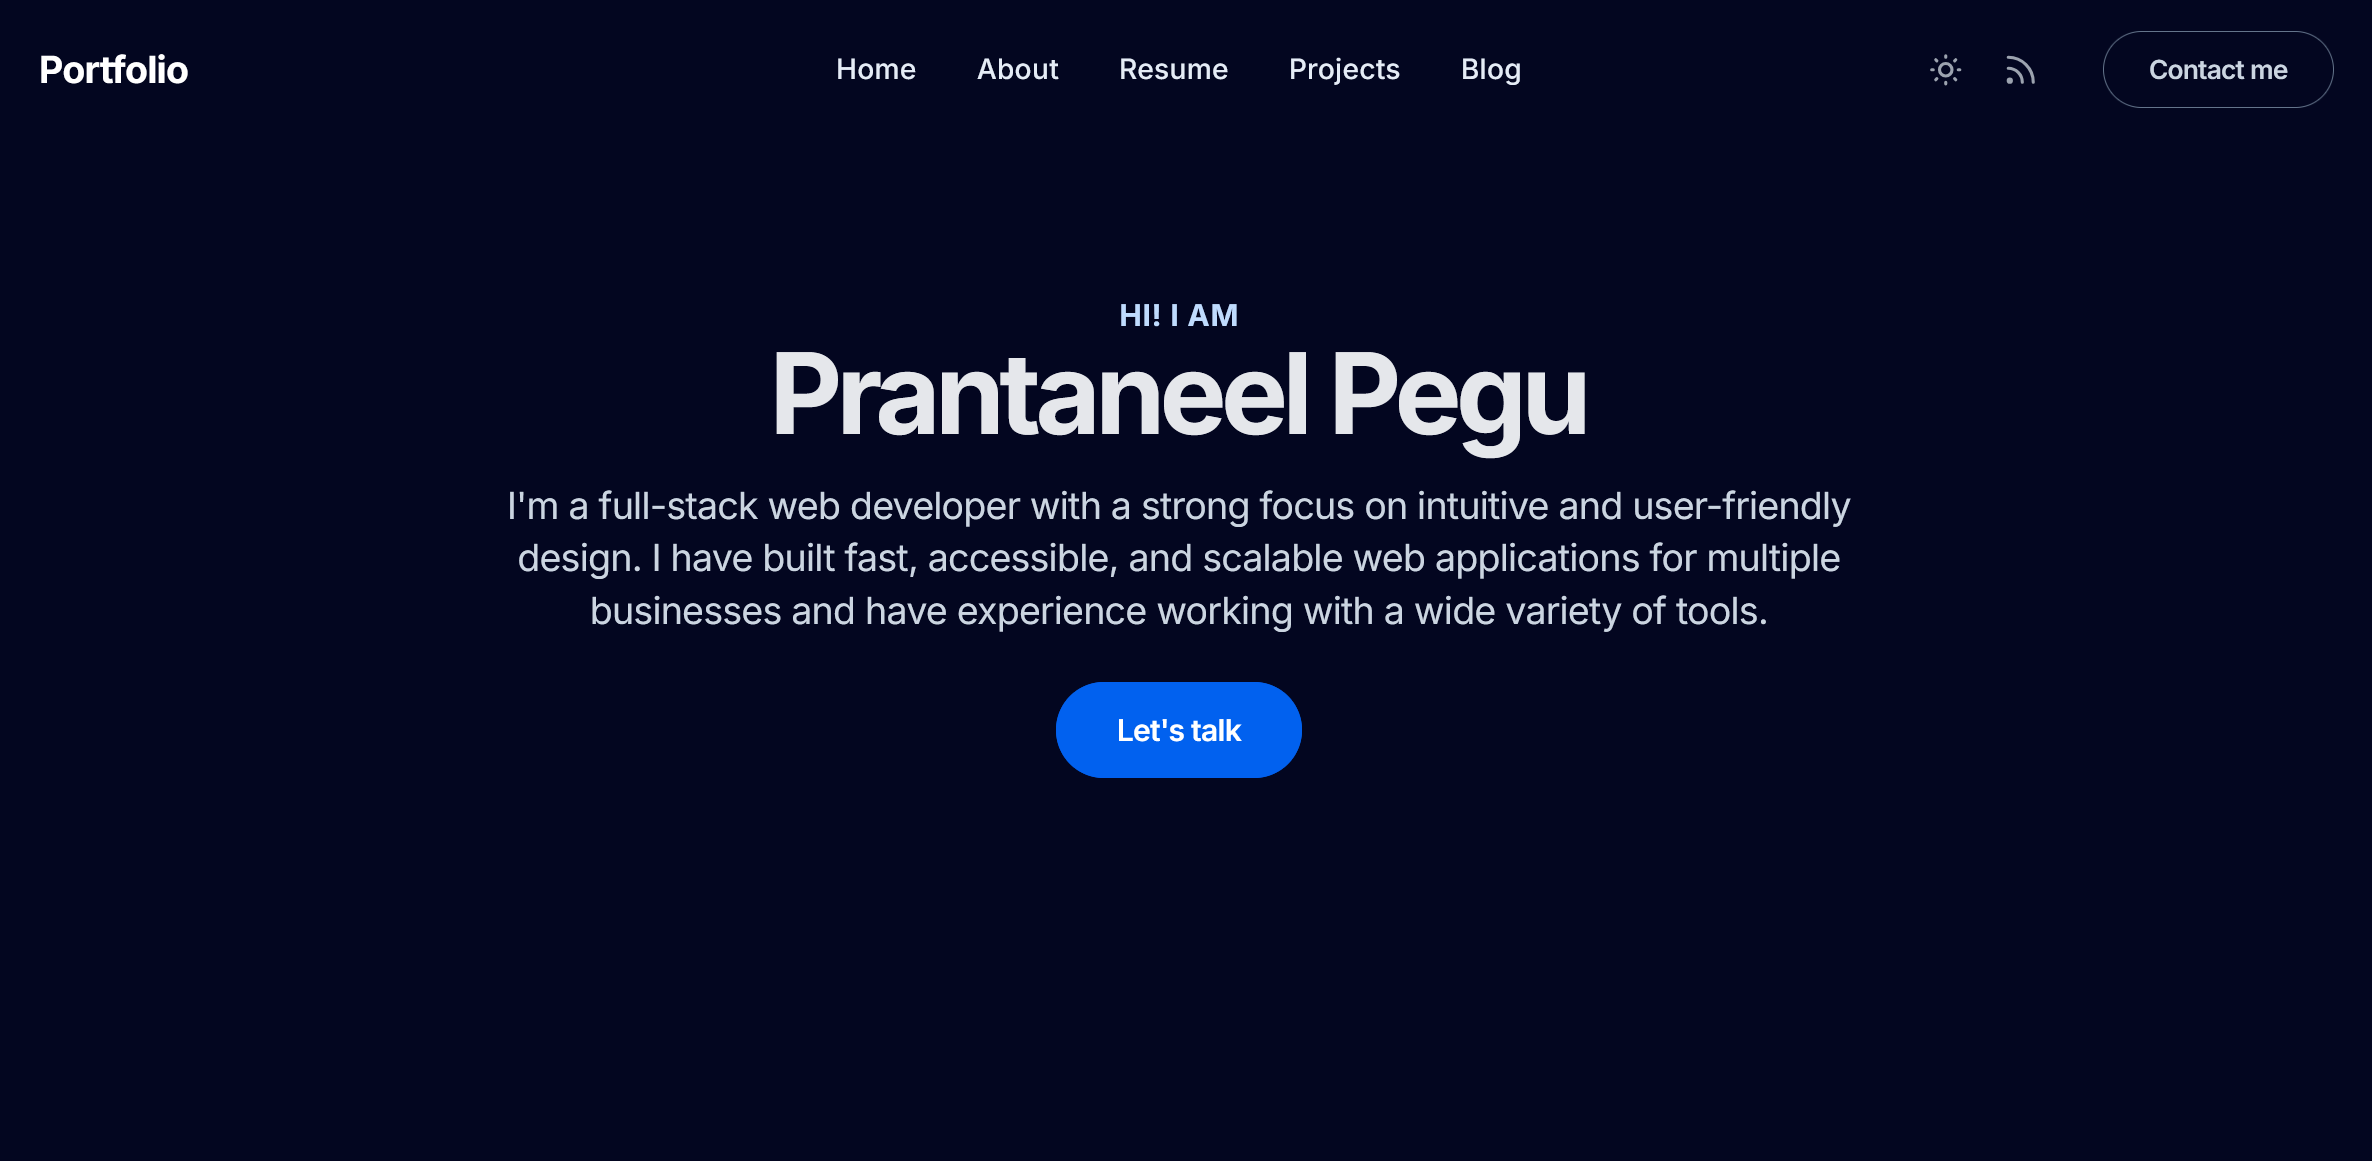 Portfolio
Home About Resume Projects Blog
Contact me
HI! I AM
Prantaneel Pegu
I'm a full-stack web developer with a strong focus on intuitive and user-friendly
design. I have built fast, accessible, and scalable web applications for multiple
businesses and have experience working with a wide variety of tools.
Let's talk